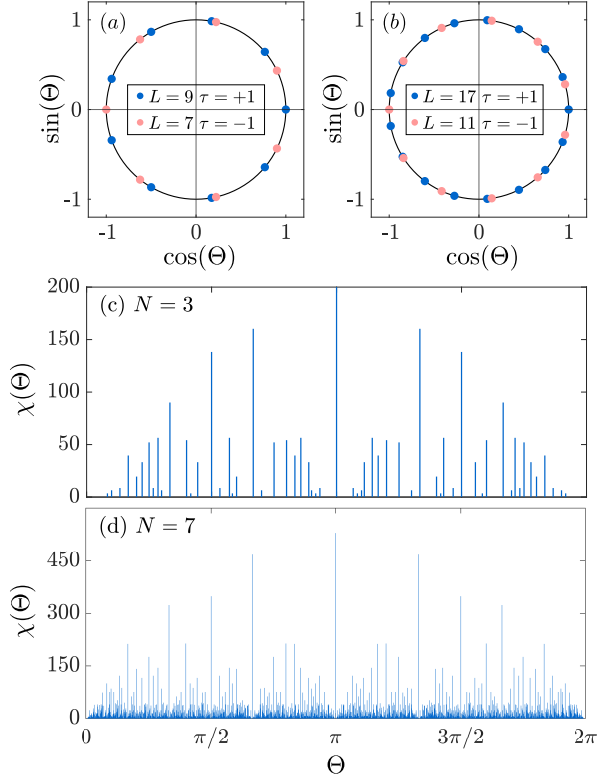 (a)
1
0
-1
sin(Θ)
L = 9 τ = +1
L = 7 τ = −1
-1 0 1
cos(Θ)
(b)
1
0
-1
sin(Θ)
L = 17 τ = +1
L = 11 τ = −1
-1 0 1
cos(Θ)
(c) N = 3
200
150
100
50
0
χ(Θ)
(d) N = 7
450
300
150
0
χ(Θ)
0 π/2 π 3π/2 2π
Θ